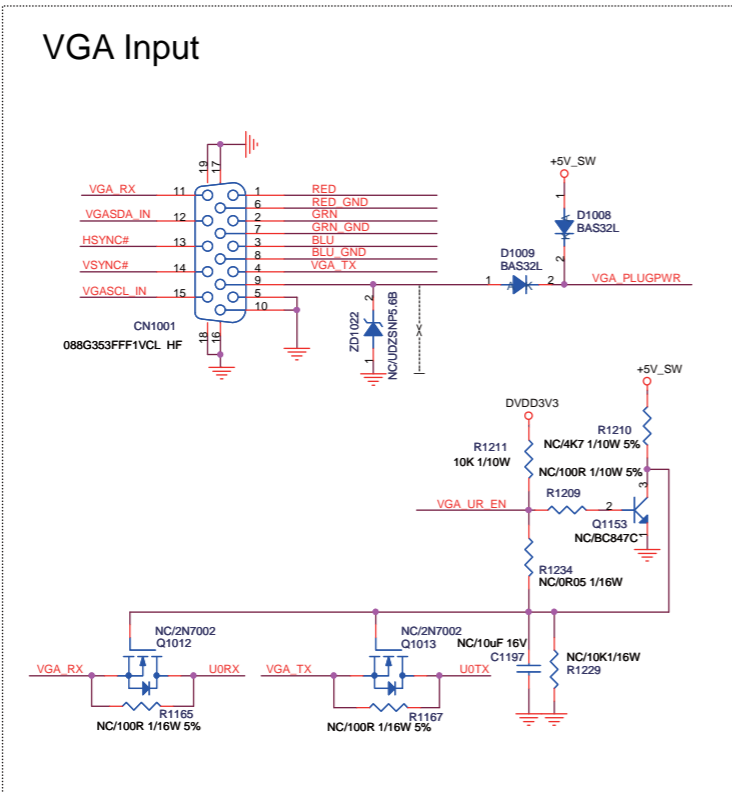 VGA Input
19
17
VGA_RX 11 1 RED
6 RED_GND
VGASDA_IN 12 2 GRN
7 GRN_GND
HSYNC# 13 3 BLU
8 BLU_GND
VSYNC# 14 4 VGA_TX
9
VGASCL_IN 15 5
10
CN1001
088G353FFF1VCL HF
18
16
+5V_SW
1
D1008
BAS32L
2
D1009
BAS32L
1
2
VGA_PLUGPWR
2
ZD1022
NC/UDZSNP5.6B
1
X
+5V_SW
DVDD3V3
R1210
NC/4K7 1/10W 5%
R1211
10K 1/10W
NC/100R 1/10W 5%
R1209
VGA_UR_EN
2
3
Q1153
NC/BC847C
1
R1234
NC/0R05 1/16W
NC/2N7002
Q1012
VGA_RX
U0RX
R1165
NC/100R 1/16W 5%
NC/2N7002
Q1013
VGA_TX
U0TX
R1167
NC/100R 1/16W 5%
NC/10uF 16V
C1197
NC/10K1/16W
R1229